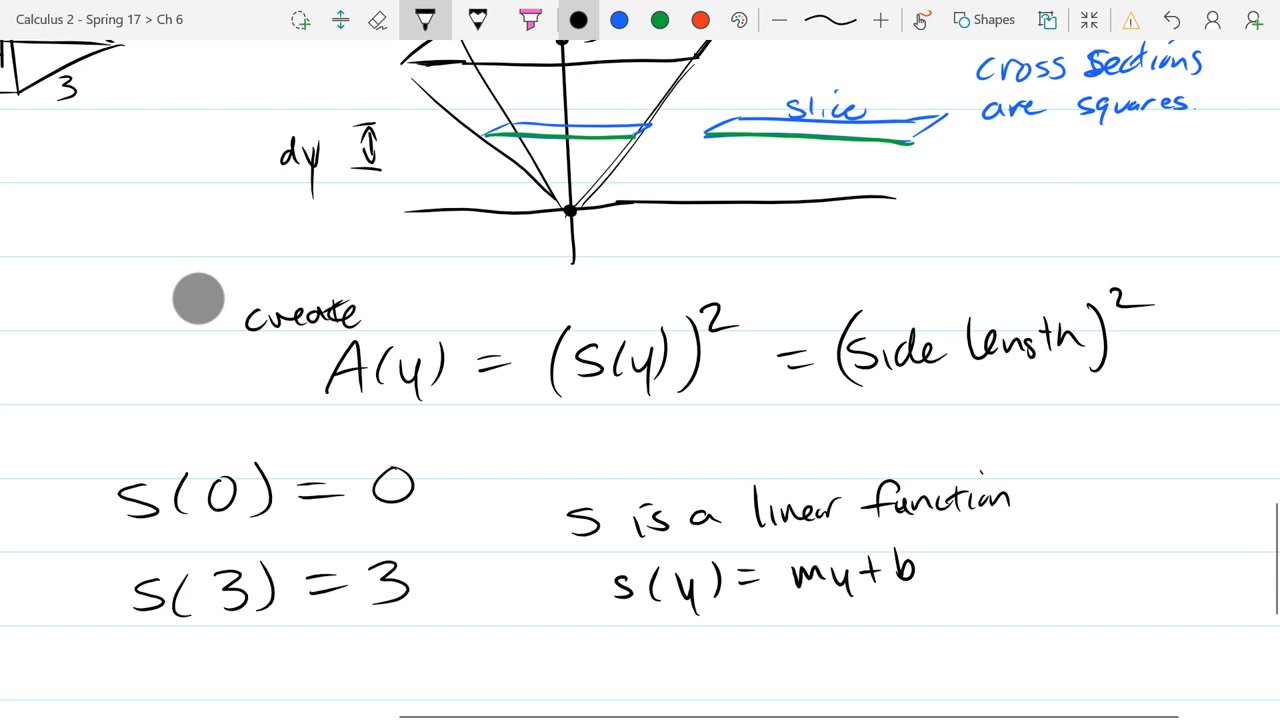 Calculus 2 - Spring 17 > Ch 6
Shapes
3
cross sections
are squares.
slice
dy
create
A(y) = (s(y))² = (side length)²
s(0) = 0
s is a linear function
s(3) = 3
s(y) = my + b